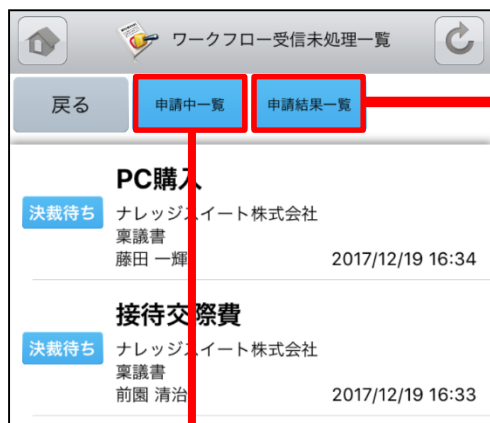 ワークフロー受信未処理一覧
戻る
申請中一覧
申請結果一覧
PC購入
決裁待ち
ナレッジスイート株式会社
稟議書
藤田 一輝
2017/12/19 16:34
接待交際費
決裁待ち
ナレッジスイート株式会社
稟議書
前園 清治
2017/12/19 16:33